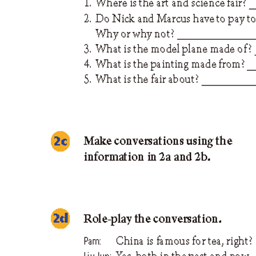 1. Where is the art and science fair?
2. Do Nick and Marcus have to pay to
Why or why not?
3. What is the model plane made of?
4. What is the painting made from?
5. What is the fair about?
2c Make conversations using the
information in 2a and 2b.
2d Role-play the conversation.
Pam: China is famous for tea, right?